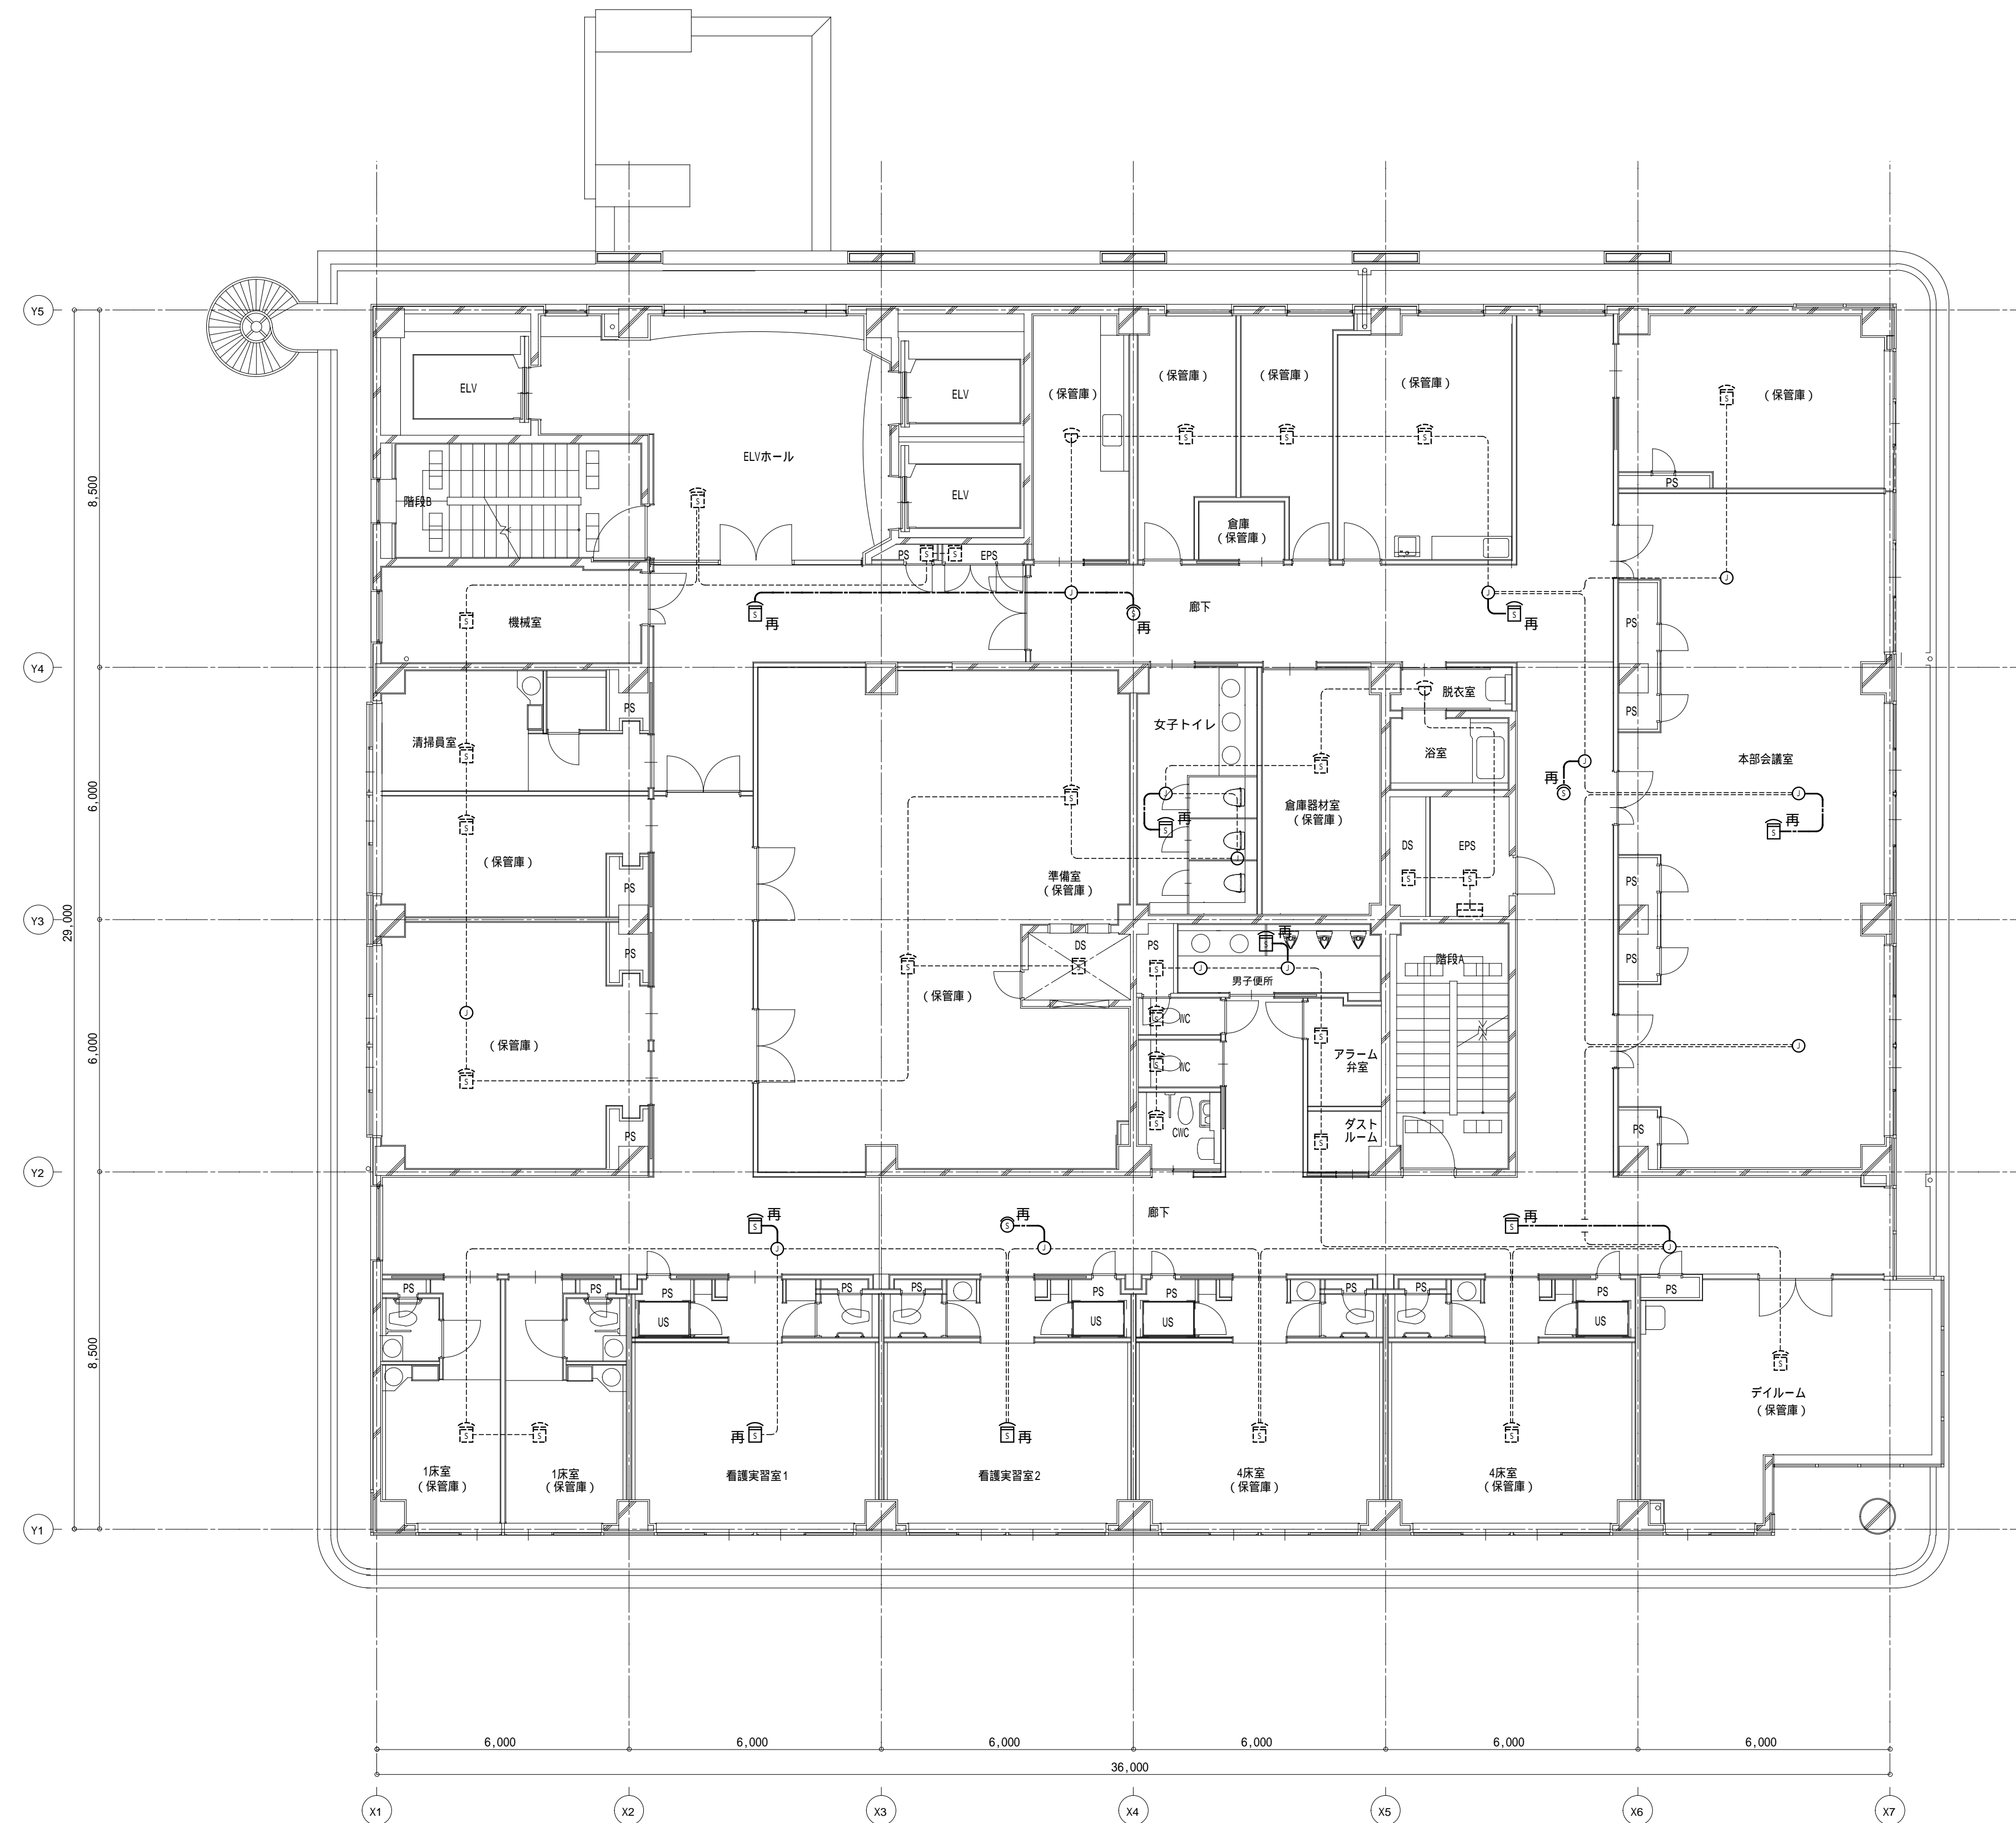 Y5
ELV
ELV
(保管庫)
(保管庫)
(保管庫)
(保管庫)
(保管庫)
S
S
S
S
ELVホール
8,500
階段B
S
ELV
PS
倉庫
(保管庫)
PS
S
S
EPS
J
J
J
S
再
S
再
S
再
廊下
機械室
S
PS
Y4
PS
脱衣室
PS
女子トイレ
清掃員室
S
浴室
本部会議室
S
J
再
S
6,000
S
J
J
倉庫器材室
(保管庫)
再
S
再
S
S
EPS
DS
J
(保管庫)
PS
準備室
(保管庫)
S
S
PS
Y3
29,000
再
S
DS
PS
階段A
PS
PS
S
S
S
J
J
男子便所
(保管庫)
J
S
WC
S
アラーム
弁室
(保管庫)
6,000
J
S
WC
S
CWC
ダスト
ルーム
S
PS
PS
Y2
廊下
S
再
S
再
S
再
J
J
J
PS
PS
PS
PS
PS
PS
PS
PS
PS
PS
PS
US
US
US
US
8,500
S
デイルーム
(保管庫)
S
S
再
S
S
再
S
S
1床室
(保管庫)
1床室
(保管庫)
看護実習室1
看護実習室2
4床室
(保管庫)
4床室
(保管庫)
Y1
6,000
6,000
6,000
6,000
6,000
6,000
36,000
X1
X2
X3
X4
X5
X6
X7